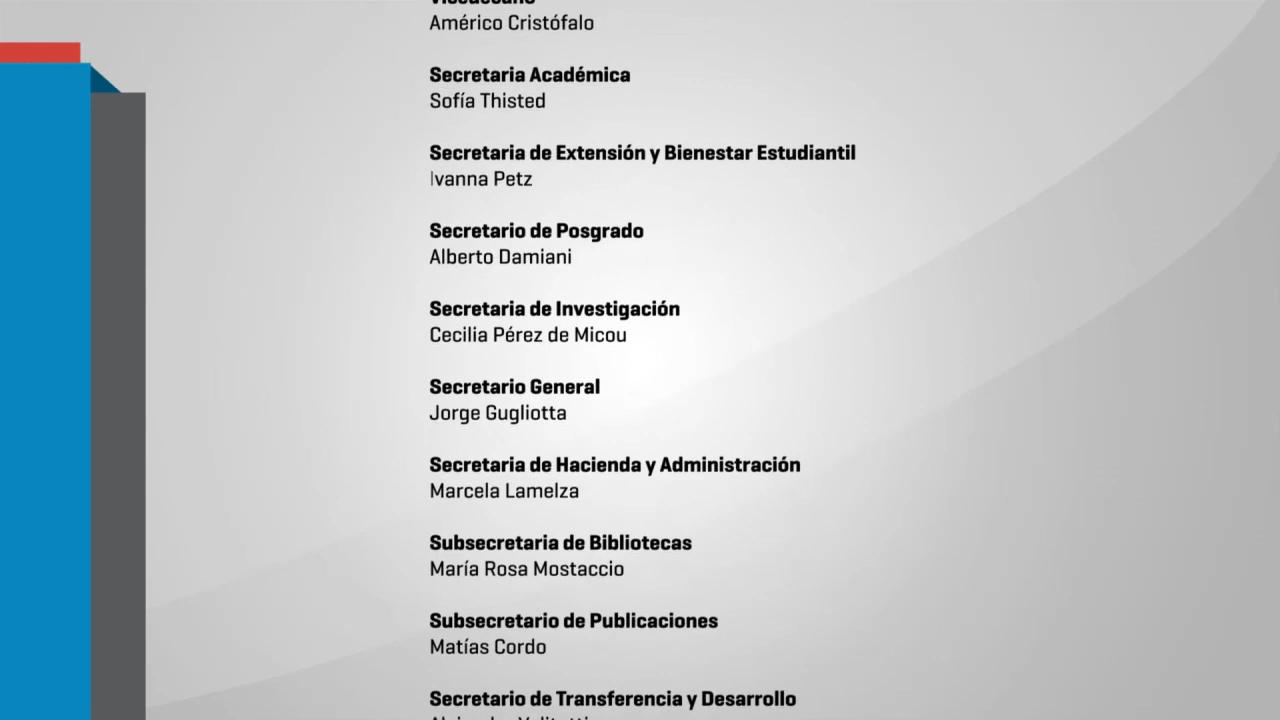 Vicedecano
Américo Cristófalo
Secretaria Académica
Sofía Thisted
Secretaria de Extensión y Bienestar Estudiantil
Ivanna Petz
Secretario de Posgrado
Alberto Damiani
Secretaria de Investigación
Cecilia Pérez de Micou
Secretario General
Jorge Gugliotta
Secretaria de Hacienda y Administración
Marcela Lamelza
Subsecretaria de Bibliotecas
María Rosa Mostaccio
Subsecretario de Publicaciones
Matías Cordo
Secretario de Transferencia y Desarrollo